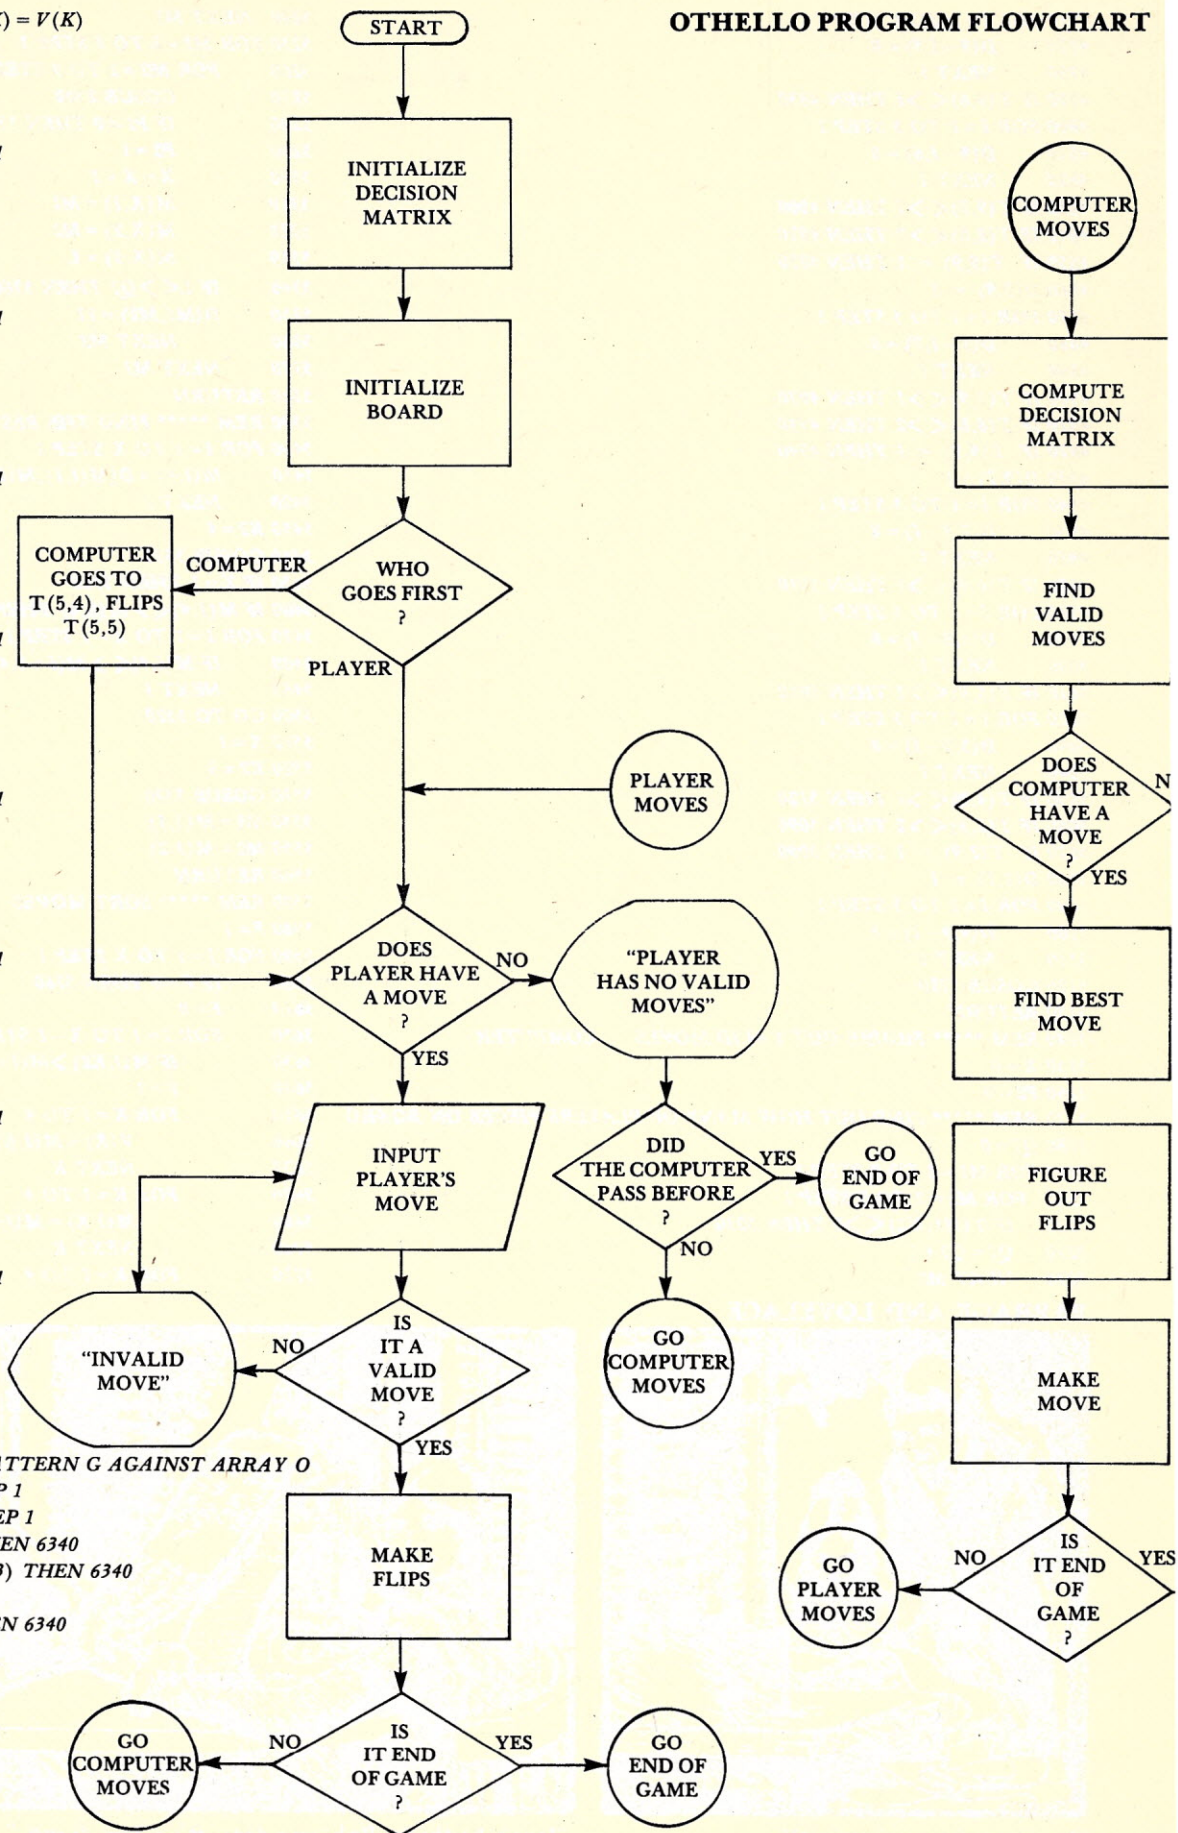 ) = V(K)
OTHELLO PROGRAM FLOWCHART
START
INITIALIZE
DECISION
MATRIX
INITIALIZE
BOARD
WHO
GOES FIRST
?
COMPUTER
PLAYER
COMPUTER
GOES TO
T(5,4), FLIPS
T(5,5)
PLAYER
MOVES
DOES
PLAYER HAVE
A MOVE
?
NO
YES
"PLAYER
HAS NO VALID
MOVES"
DID
THE COMPUTER
PASS BEFORE
?
YES
NO
GO
END OF
GAME
GO
COMPUTER
MOVES
INPUT
PLAYER'S
MOVE
IS
IT A
VALID
MOVE
?
NO
YES
"INVALID
MOVE"
MAKE
FLIPS
IS
IT END
OF GAME
?
NO
YES
GO
COMPUTER
MOVES
GO
END OF
GAME
COMPUTER
MOVES
COMPUTE
DECISION
MATRIX
FIND
VALID
MOVES
DOES
COMPUTER
HAVE A
MOVE
?
N
YES
FIND BEST
MOVE
FIGURE
OUT
FLIPS
MAKE
MOVE
IS
IT END
OF
GAME
?
NO
YES
GO
PLAYER
MOVES
TTERN G AGAINST ARRAY O
P 1
EP 1
EN 6340
) THEN 6340
N 6340